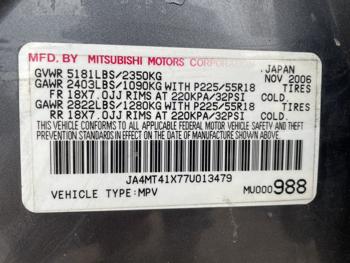 MFD.BY MITSUBISHI MOTORS CORPORATION
JAPAN
GVWR 5181LBS/2350KG NOV 2006
GAWR 2403LBS/1090KG WITH P225/55R18 TIRES
FR 18X7.0JJ RIMS AT 220KPA/32PSI COLD.
GAWR 2822LBS/1280KG WITH P225/55R18 TIRES
RR 18X7.0JJ RIMS AT 220KPA/32PSI COLD.
THIS VEHICLE CONFORMS TO ALL APPLICABLE FEDERAL
MOTOR VEHICLE SAFETY, BUMPER AND THEFT
PREVENTION STANDARDS IN EFFECT ON THE DATE OF
MANUFACTURE SHOWN ABOVE.
JA4MT41X77U013479
VEHICLE TYPE:MPV MU000988